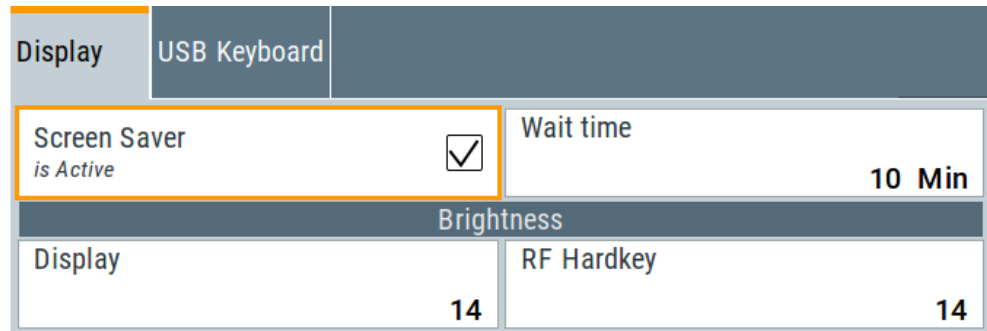 Display
USB Keyboard
Screen Saver
is Active
Wait time
10 Min
Brightness
Display
14
RF Hardkey
14